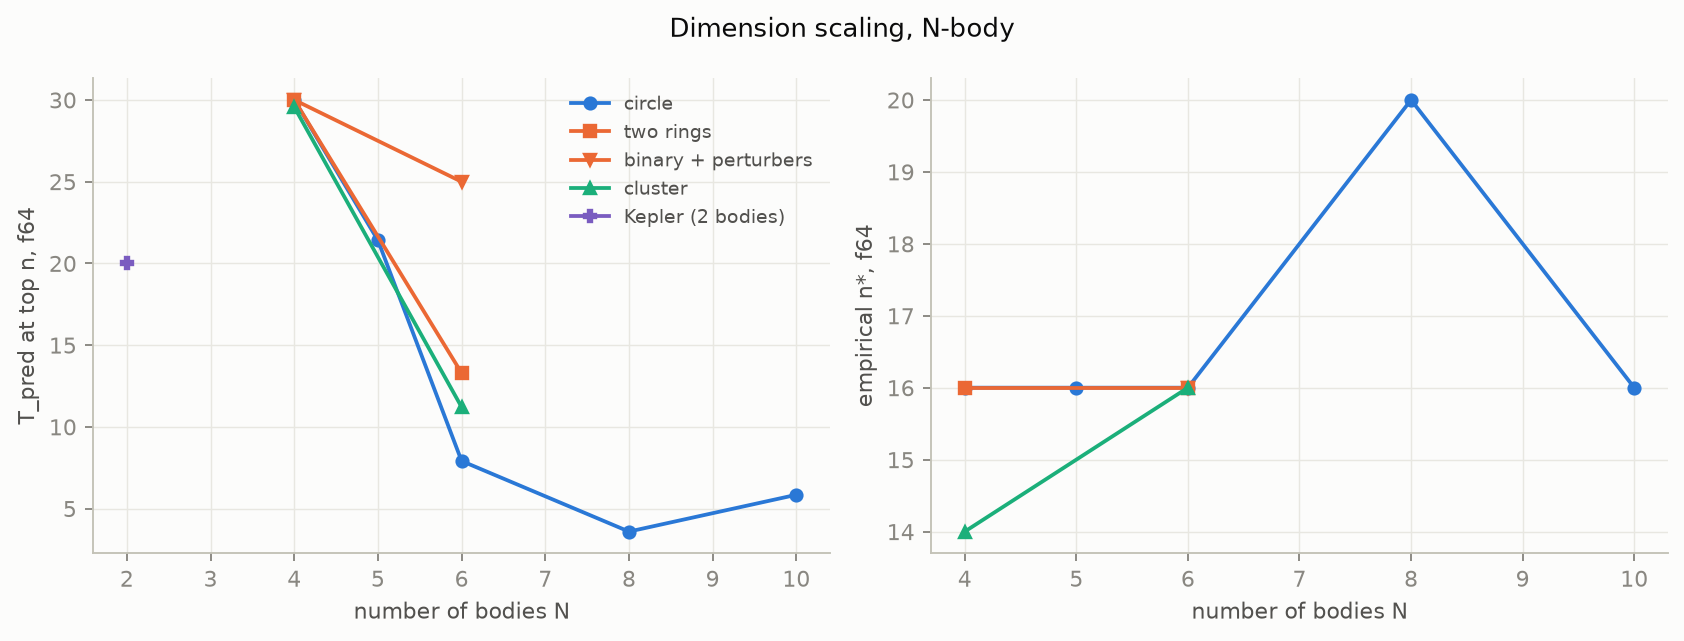 Dimension scaling, N-body
T_pred at top n, f64
30
25
20
15
10
5
2 3 4 5 6 7 8 9 10
number of bodies N
circle
two rings
binary + perturbers
cluster
Kepler (2 bodies)
empirical n*, f64
20
19
18
17
16
15
14
4 5 6 7 8 9 10
number of bodies N